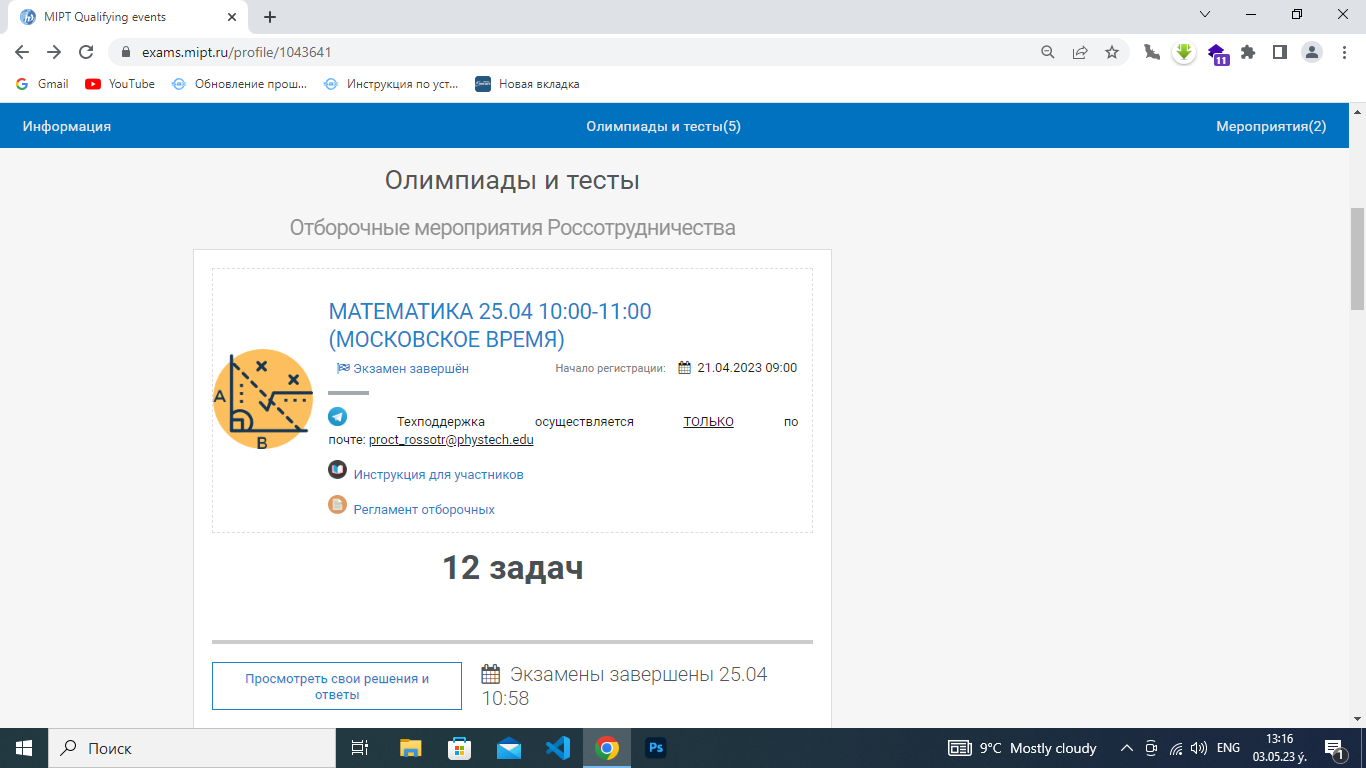 MIPT Qualifying events
exams.mipt.ru/profile/1043641
11
Gmail
YouTube
Обновление прош...
Инструкция по уст...
Новая вкладка
Информация
Олимпиады и тесты(5)
Мероприятия(2)
Олимпиады и тесты
Отборочные мероприятия Россотрудничества
МАТЕМАТИКА 25.04 10:00-11:00
(МОСКОВСКОЕ ВРЕМЯ)
Экзамен завершён
Начало регистрации:
21.04.2023 09:00
A
B
Техподдержка осуществляется ТОЛЬКО по
почте: proct_rossotr@phystech.edu
Инструкция для участников
Регламент отборочных
12 задач
Просмотреть свои решения и
ответы
Экзамены завершены 25.04
10:58
Поиск
Ps
9°C Mostly cloudy
ENG
13:16
03.05.23 ý.
1